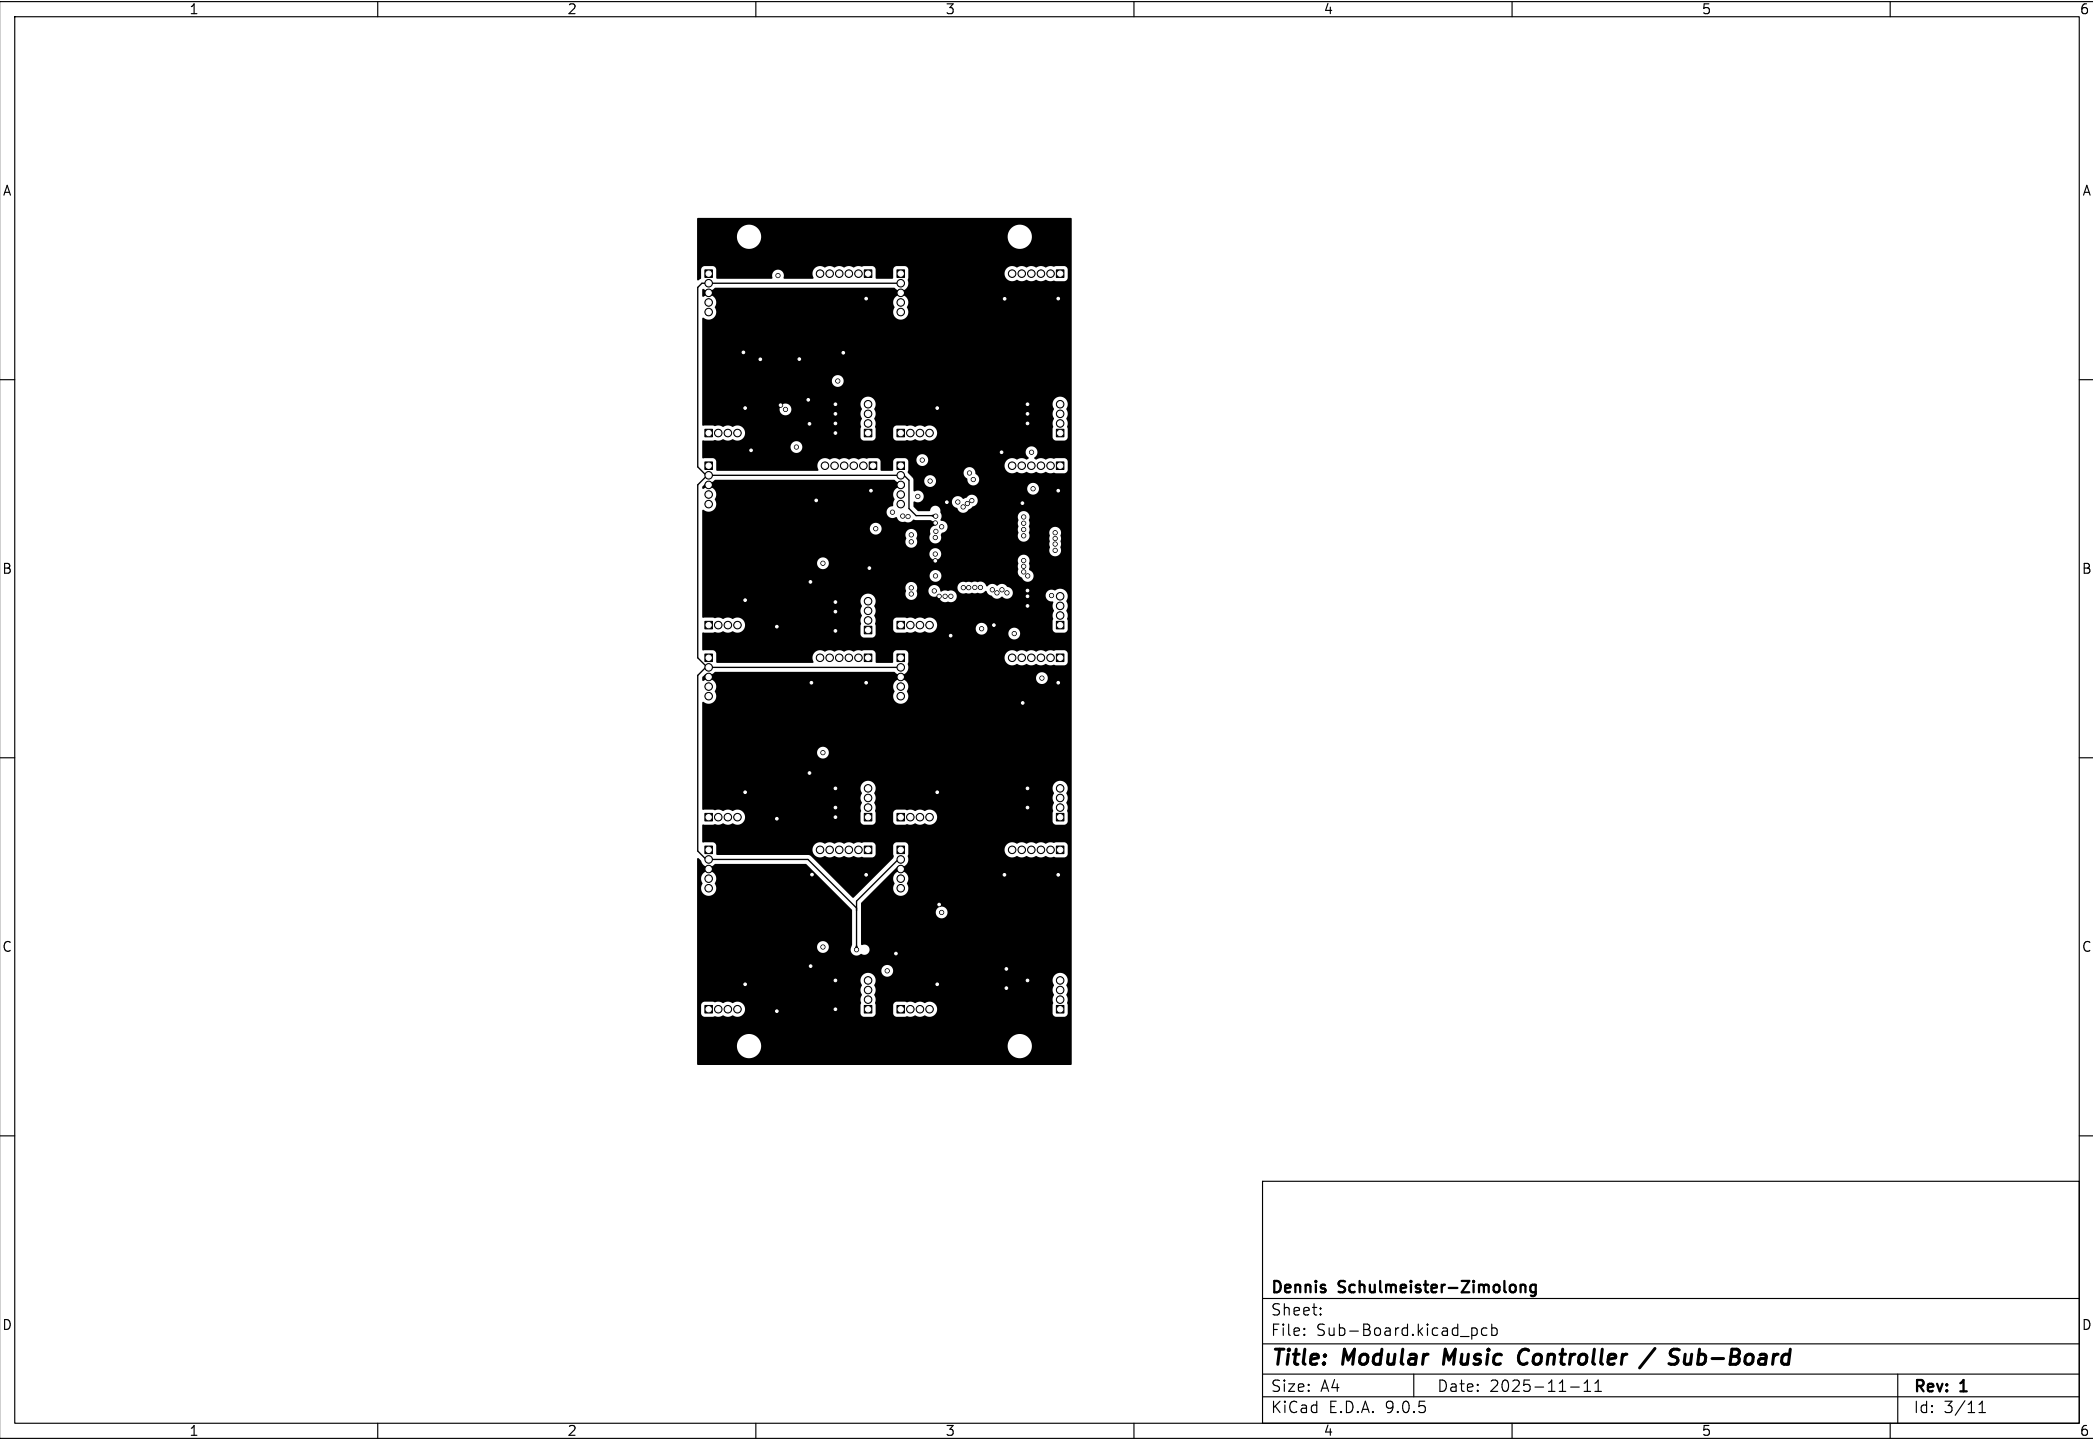 1 2 3 4 5 6
A A
B B
C C
D D
Dennis Schulmeister-Zimolong
Sheet:
File: Sub-Board.kicad_pcb
Title: Modular Music Controller / Sub-Board
Size: A4 Date: 2025-11-11 Rev: 1
KiCad E.D.A. 9.0.5 Id: 3/11
1 2 3 4 5 6